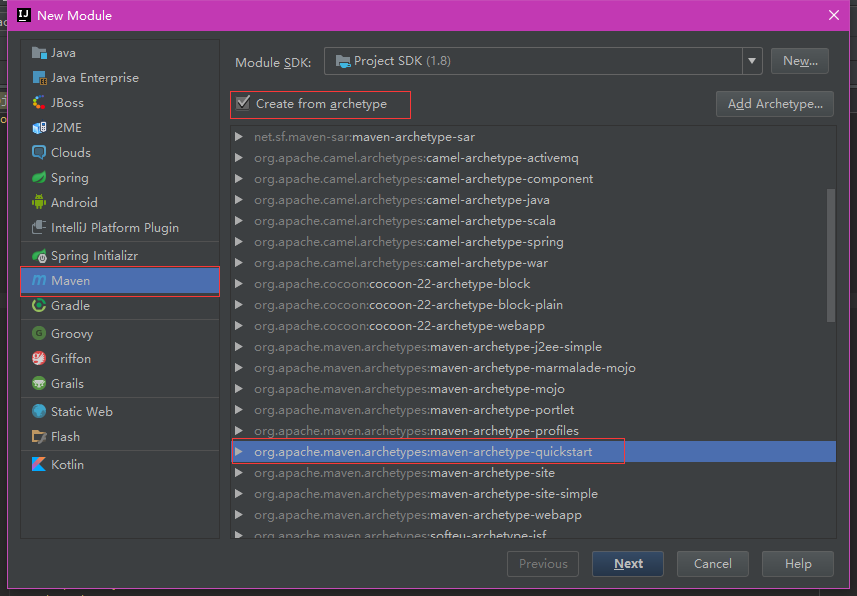 New Module
Java
Java Enterprise
JBoss
J2ME
Clouds
Spring
Android
IntelliJ Platform Plugin
Spring Initializr
Maven
Gradle
Groovy
Griffon
Grails
Static Web
Flash
Kotlin
Module SDK: Project SDK (1.8) New...
Create from archetype Add Archetype...
net.sf.maven-sar:maven-archetype-sar
org.apache.camel.archetypes:camel-archetype-activemq
org.apache.camel.archetypes:camel-archetype-component
org.apache.camel.archetypes:camel-archetype-java
org.apache.camel.archetypes:camel-archetype-scala
org.apache.camel.archetypes:camel-archetype-spring
org.apache.camel.archetypes:camel-archetype-war
org.apache.cocoon:cocoon-22-archetype-block
org.apache.cocoon:cocoon-22-archetype-block-plain
org.apache.cocoon:cocoon-22-archetype-webapp
org.apache.maven.archetypes:maven-archetype-j2ee-simple
org.apache.maven.archetypes:maven-archetype-marmalade-mojo
org.apache.maven.archetypes:maven-archetype-mojo
org.apache.maven.archetypes:maven-archetype-portlet
org.apache.maven.archetypes:maven-archetype-profiles
org.apache.maven.archetypes:maven-archetype-quickstart
org.apache.maven.archetypes:maven-archetype-site
org.apache.maven.archetypes:maven-archetype-site-simple
org.apache.maven.archetypes:maven-archetype-webapp
org.apache.maven.archetypes:softeu-archetype-jsf
Previous Next Cancel Help